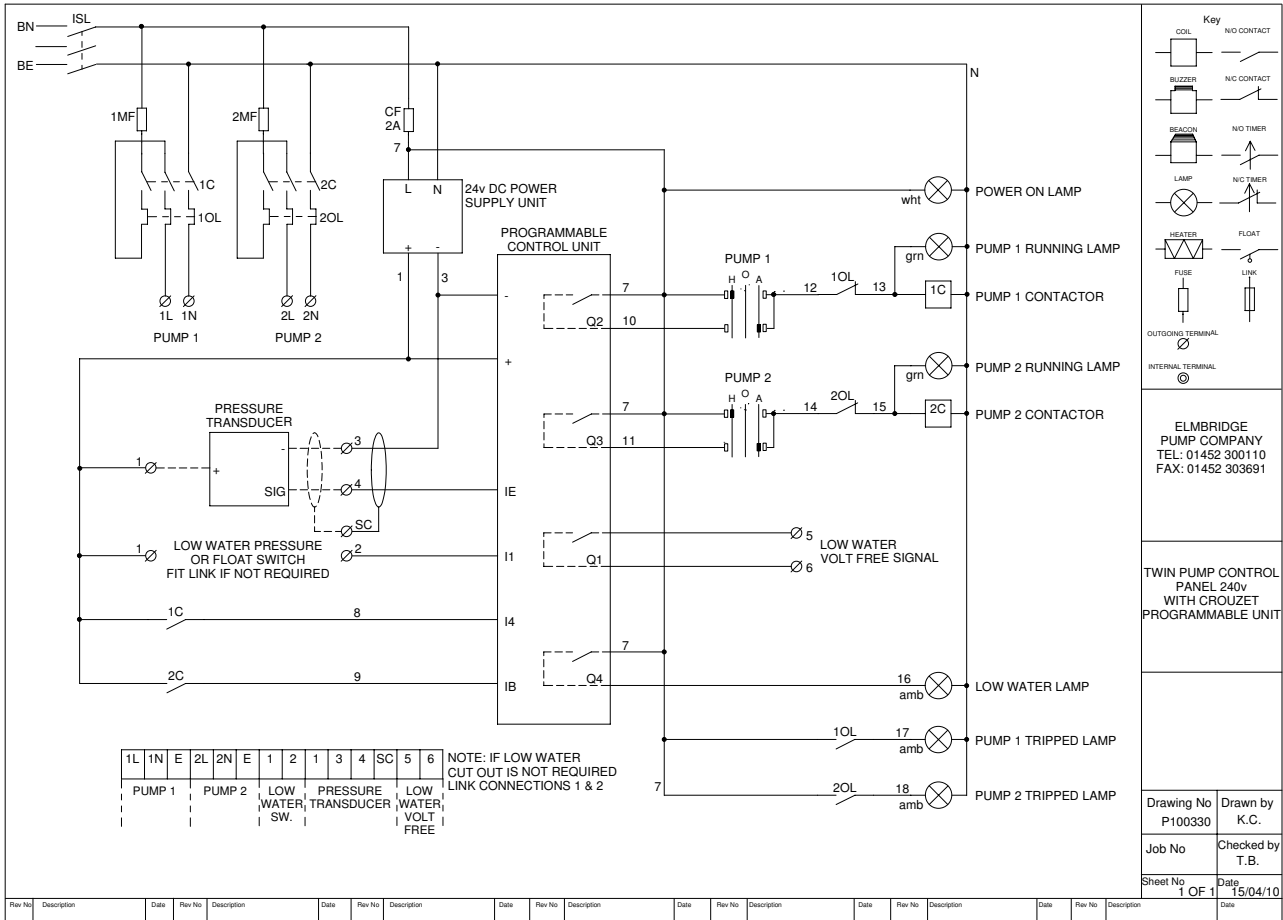 BN
ISL
BE
N
1MF
2MF
CF
2A
7
1C
2C
1OL
2OL
L N
24v DC POWER
SUPPLY UNIT
+ -
1
3
1L 1N
2L 2N
PUMP 1
PUMP 2
PROGRAMMABLE
CONTROL UNIT
-
+
Q2
7
10
Q3
7
11
IE
I1
Q1
I4
IB
7
Q4
PUMP 1
H O A
12
1OL
13
1C
PUMP 2
H O A
14
2OL
15
2C
wht
POWER ON LAMP
grn
PUMP 1 RUNNING LAMP
PUMP 1 CONTACTOR
grn
PUMP 2 RUNNING LAMP
PUMP 2 CONTACTOR
PRESSURE
TRANSDUCER
1
+
-
SIG
3
4
SC
1
LOW WATER PRESSURE
OR FLOAT SWITCH
FIT LINK IF NOT REQUIRED
2
1C
8
2C
9
5
6
LOW WATER
VOLT FREE SIGNAL
16
amb
LOW WATER LAMP
1OL
17
amb
PUMP 1 TRIPPED LAMP
7
2OL
18
amb
PUMP 2 TRIPPED LAMP
1L 1N E 2L 2N E 1 2 1 3 4 SC 5 6
PUMP 1
PUMP 2
LOW
WATER
SW.
PRESSURE
TRANSDUCER
LOW
WATER
VOLT
FREE
NOTE: IF LOW WATER
CUT OUT IS NOT REQUIRED
LINK CONNECTIONS 1 & 2
Key
COIL
N/O CONTACT
BUZZER
N/C CONTACT
BEACON
N/O TIMER
LAMP
N/C TIMER
HEATER
FLOAT
FUSE
LINK
OUTGOING TERMINAL
INTERNAL TERMINAL
ELMBRIDGE
PUMP COMPANY
TEL: 01452 300110
FAX: 01452 303691
TWIN PUMP CONTROL
PANEL 240v
WITH CROUZET
PROGRAMMABLE UNIT
Drawing No
P100330
Drawn by
K.C.
Job No
Checked by
T.B.
Sheet No
1 OF 1
Date
15/04/10
Rev No Description Date Rev No Description Date Rev No Description Date Rev No Description Date Rev No Description Date Rev No Description Date Rev No Description Date